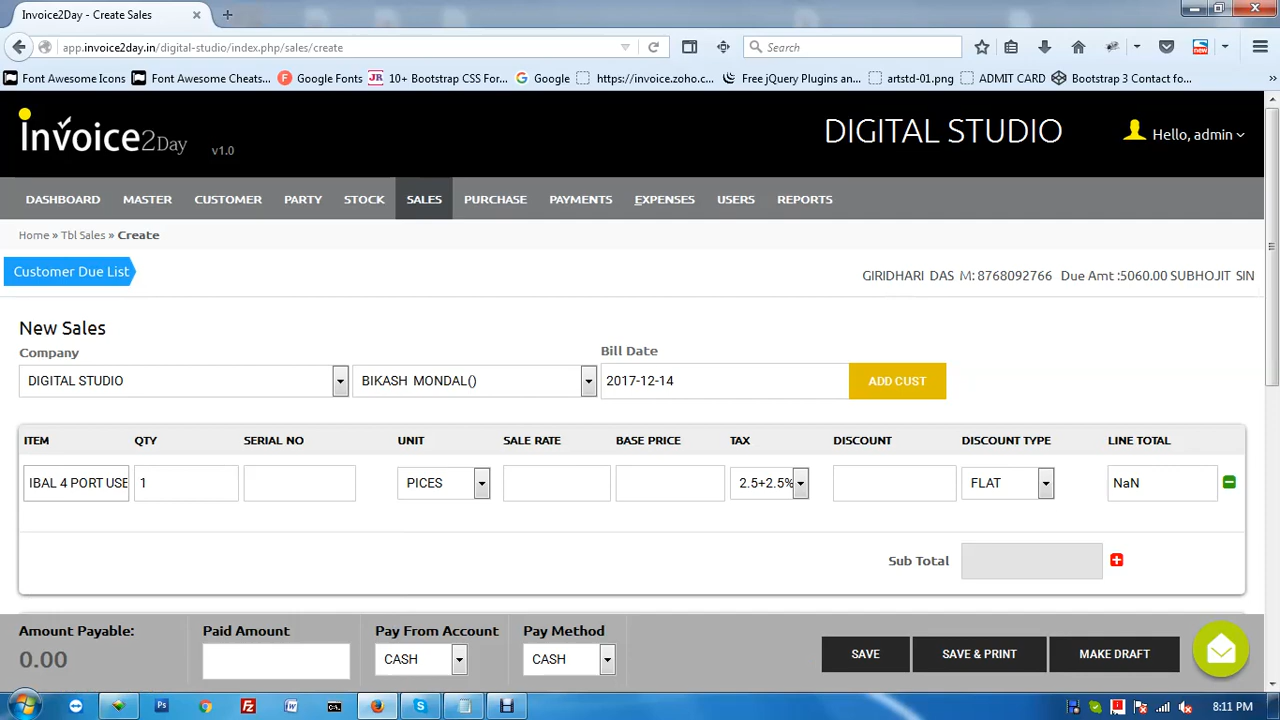 Invoice2Day - Create Sales
app.invoice2day.in/digital-studio/index.php/sales/create
Search
Font Awesome Icons Font Awesome Cheats... Google Fonts JR 10+ Bootstrap CSS For... Google https://invoice.zoho.c... Free jQuery Plugins an... artstd-01.png ADMIT CARD Bootstrap 3 Contact fo...
Invoice2Day v1.0
DIGITAL STUDIO
Hello, admin
DASHBOARD MASTER CUSTOMER PARTY STOCK SALES PURCHASE PAYMENTS EXPENSES USERS REPORTS
Home » Tbl Sales » Create
Customer Due List
GIRIDHARI DAS M: 8768092766 Due Amt :5060.00 SUBHOJIT SIN
New Sales
Company
Bill Date
DIGITAL STUDIO
BIKASH MONDAL()
2017-12-14
ADD CUST
ITEM QTY SERIAL NO UNIT SALE RATE BASE PRICE TAX DISCOUNT DISCOUNT TYPE LINE TOTAL
IBAL 4 PORT USE 1 PICES 2.5+2.5% FLAT NaN
Sub Total
Amount Payable: Paid Amount Pay From Account Pay Method
0.00 CASH CASH SAVE SAVE & PRINT MAKE DRAFT
8:11 PM